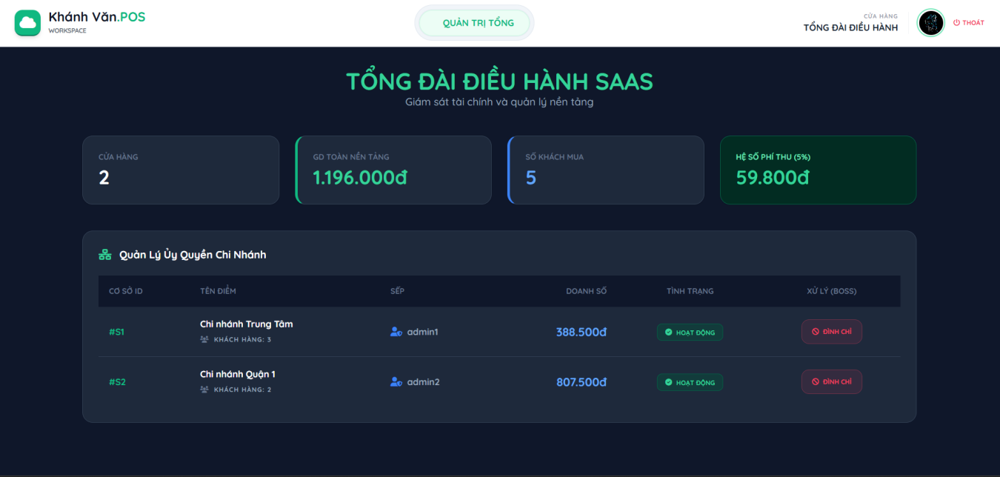 Khánh Văn.POS
WORKSPACE
QUẢN TRỊ TỔNG
CỬA HÀNG
TỔNG ĐÀI ĐIỀU HÀNH
THOÁT
TỔNG ĐÀI ĐIỀU HÀNH SAAS
Giám sát tài chính và quản lý nền tảng
CỬA HÀNG
2
GD TOÀN NỀN TẢNG
1.196.000đ
SỐ KHÁCH MUA
5
HỆ SỐ PHÍ THU (5%)
59.800đ
Quản Lý Ủy Quyền Chi Nhánh
CƠ SỞ ID TÊN ĐIỂM SẾP DOANH SỐ TÌNH TRẠNG XỬ LÝ (BOSS)
#S1 Chi nhánh Trung Tâm admin1 388.500đ HOẠT ĐỘNG ĐÌNH CHỈ
KHÁCH HÀNG: 3
#S2 Chi nhánh Quận 1 admin2 807.500đ HOẠT ĐỘNG ĐÌNH CHỈ
KHÁCH HÀNG: 2